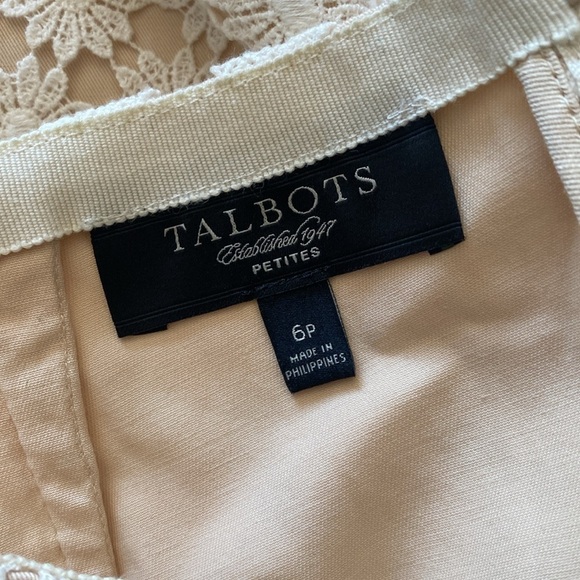 TALBOTS
Established 1947
PETITES
6P
MADE IN
PHILIPPINES